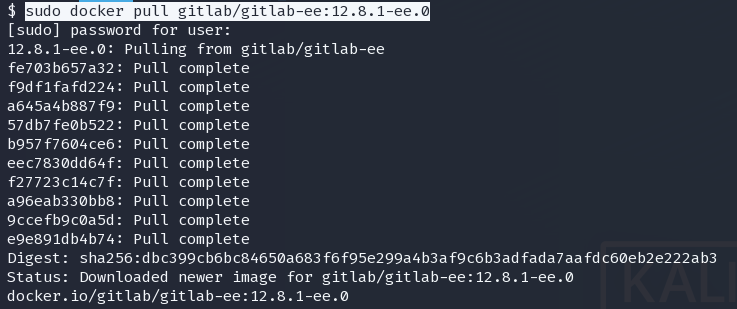 $ sudo docker pull gitlab/gitlab-ee:12.8.1-ee.0
[sudo] password for user:
12.8.1-ee.0: Pulling from gitlab/gitlab-ee
fe703b657a32: Pull complete
f9df1fafd224: Pull complete
a645a4b887f9: Pull complete
57db7fe0b522: Pull complete
b957f7604ce6: Pull complete
eec7830dd64f: Pull complete
f27723c14c7f: Pull complete
a96eab330bb8: Pull complete
9ccefb9c0a5d: Pull complete
e9e891db4b74: Pull complete
Digest: sha256:dbc399cb6bc84650a683f6f95e299a4b3af9c6b3adfada7aafdc60eb2e222ab3
Status: Downloaded newer image for gitlab/gitlab-ee:12.8.1-ee.0
docker.io/gitlab/gitlab-ee:12.8.1-ee.0
KALI